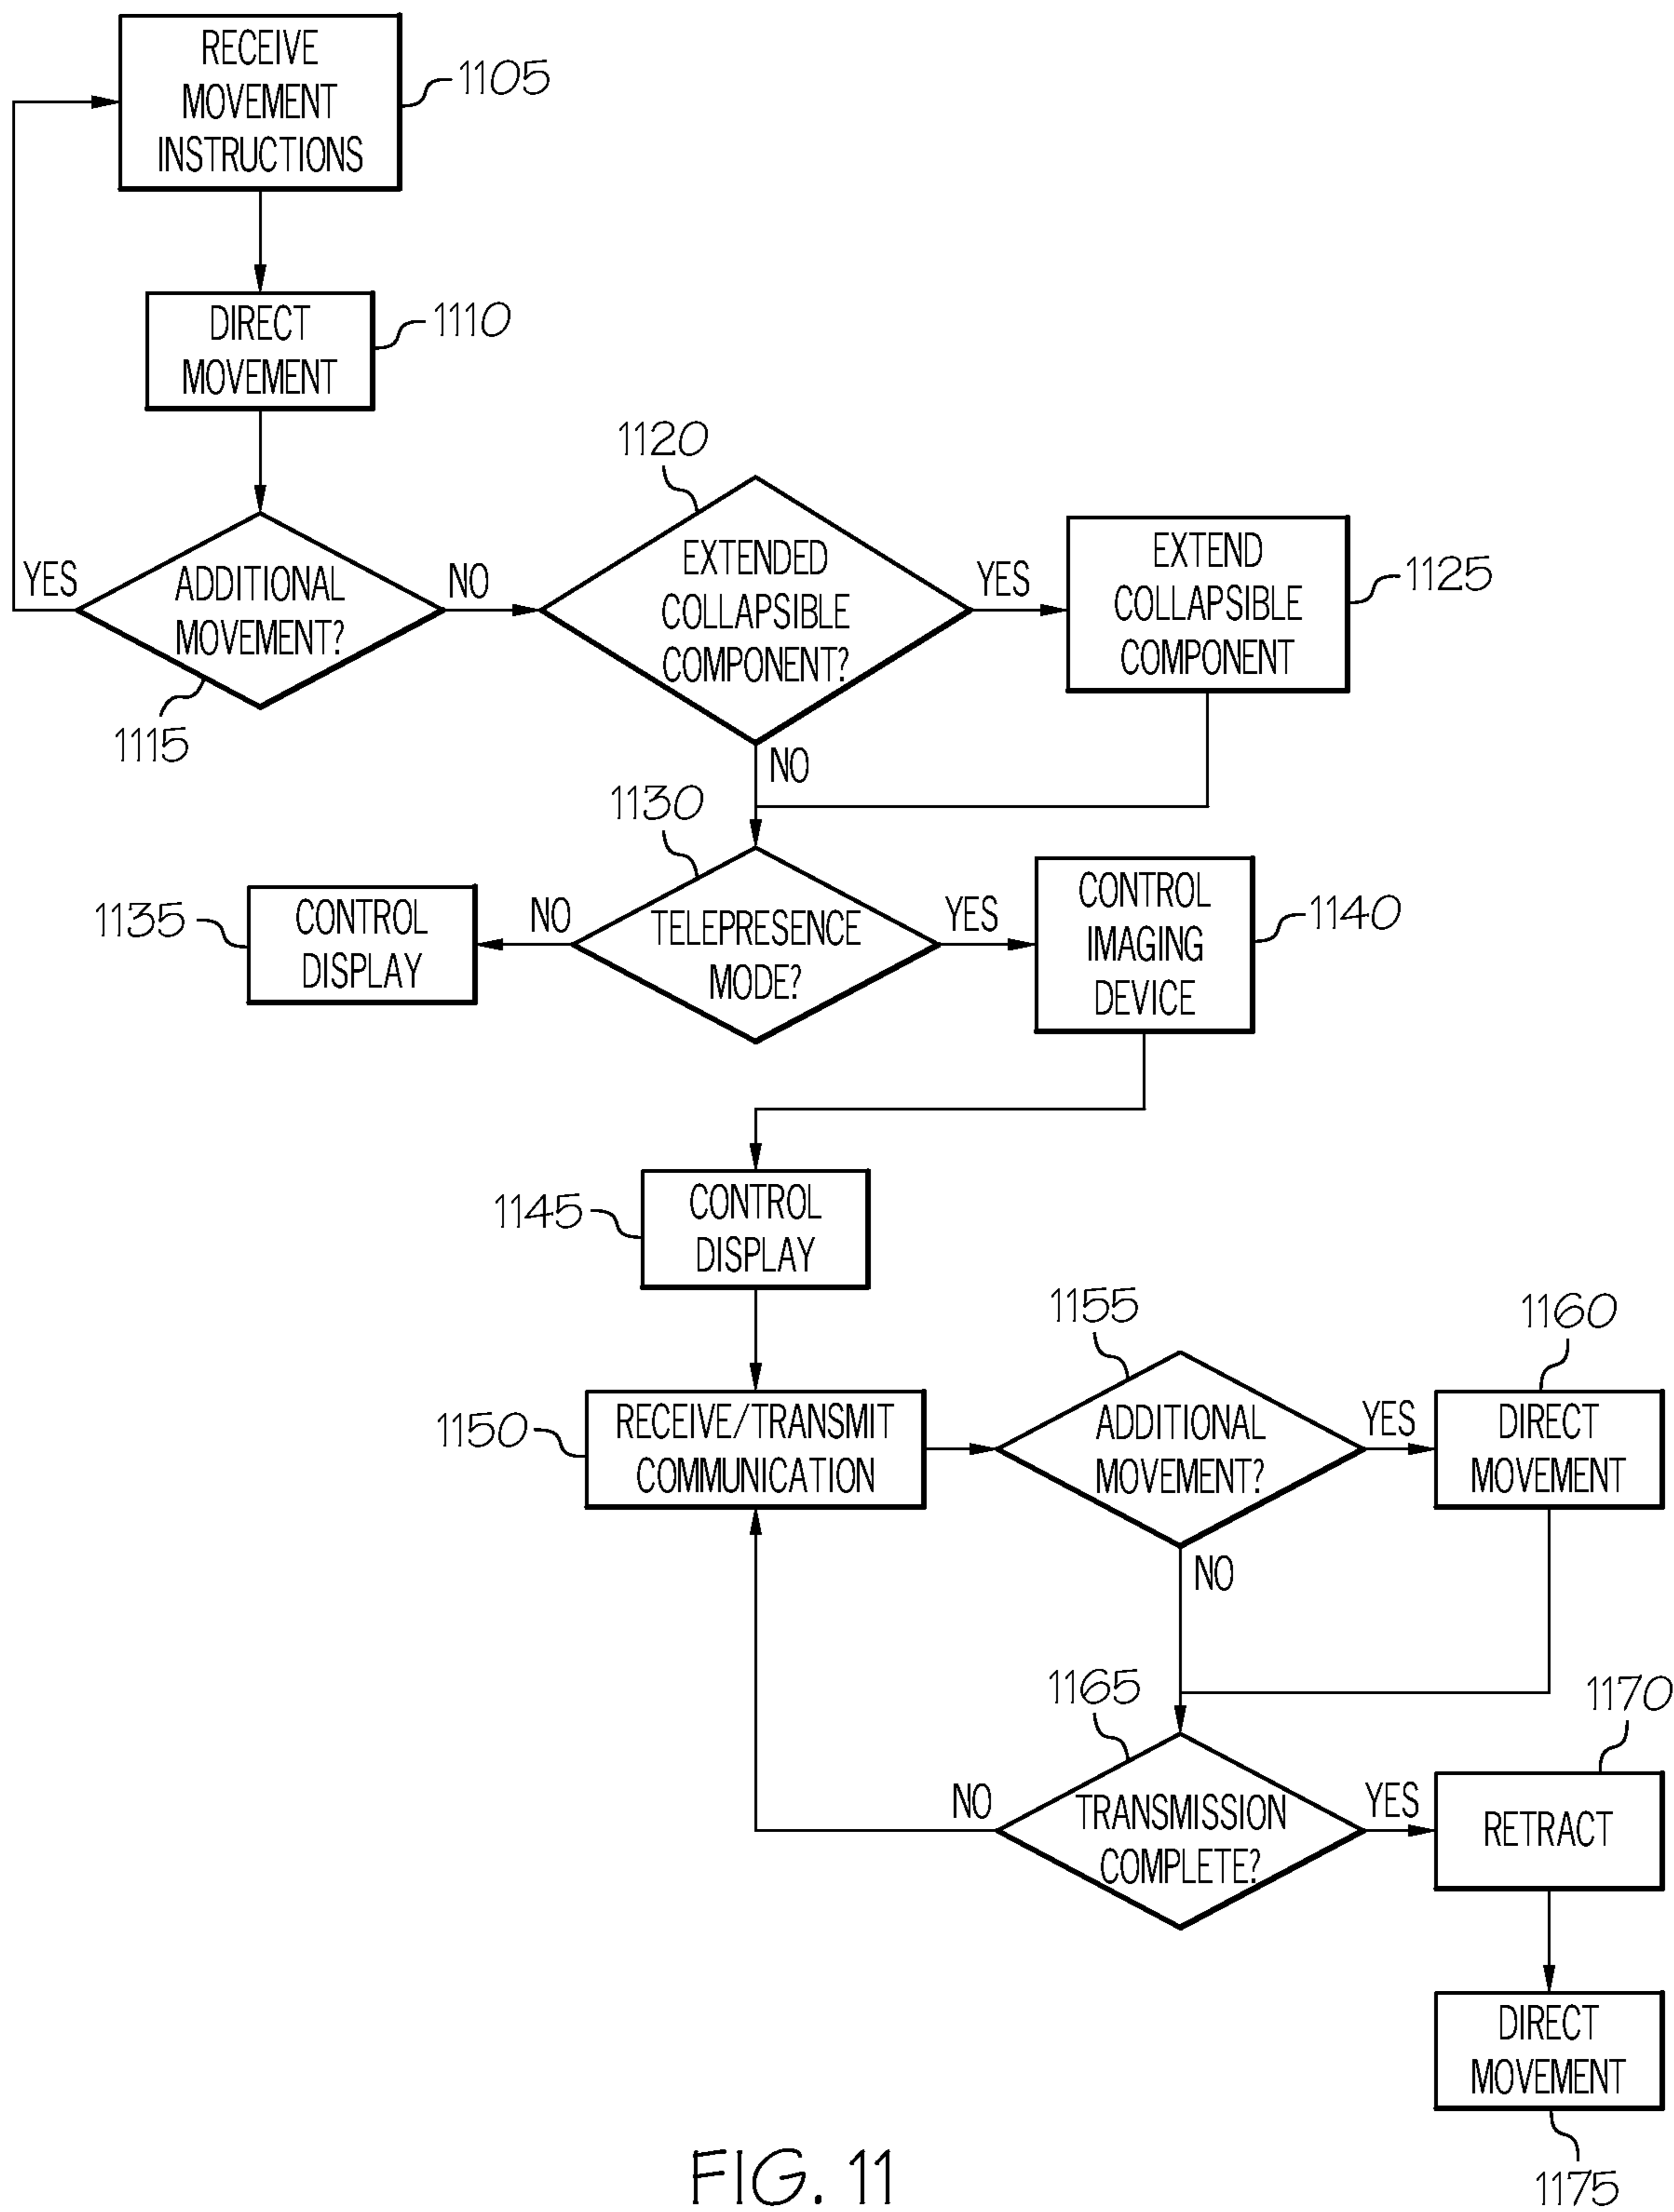 RECEIVE
MOVEMENT
INSTRUCTIONS
1105
DIRECT
MOVEMENT
1110
YES
ADDITIONAL
MOVEMENT?
1115
NO
1120
EXTENDED
COLLAPSIBLE
COMPONENT?
YES
EXTEND
COLLAPSIBLE
COMPONENT
1125
NO
1130
TELEPRESENCE
MODE?
NO
CONTROL
DISPLAY
1135
YES
CONTROL
IMAGING
DEVICE
1140
CONTROL
DISPLAY
1145
RECEIVE/TRANSMIT
COMMUNICATION
1150
1155
ADDITIONAL
MOVEMENT?
YES
1160
DIRECT
MOVEMENT
NO
1165
TRANSMISSION
COMPLETE?
NO
YES
1170
RETRACT
DIRECT
MOVEMENT
1175
FIG. 11